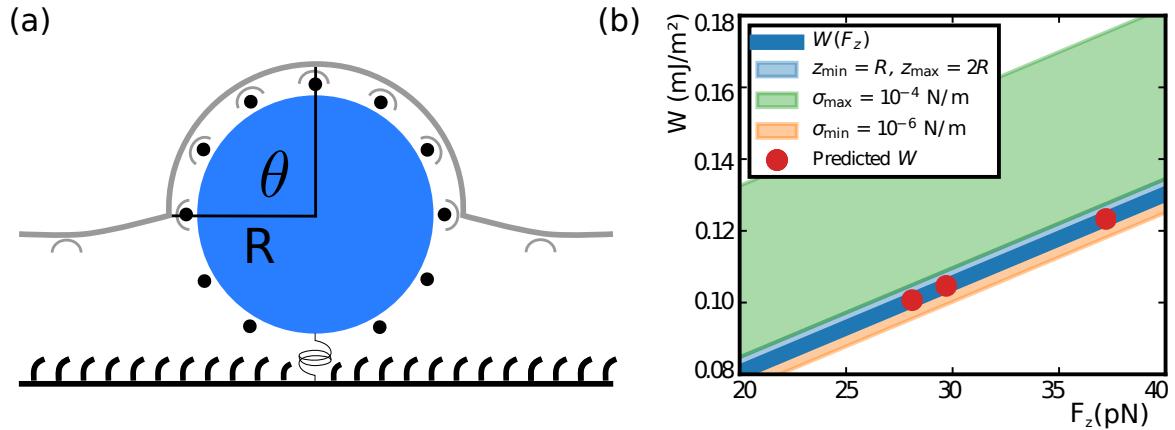 (a)
θ
R
(b)
W (mJ/m²)
0.18
0.16
0.14
0.12
0.10
0.08
W(F_z)
z_min = R, z_max = 2R
σ_max = 10⁻⁴ N/m
σ_min = 10⁻⁶ N/m
Predicted W
20 25 30 35 40
F_z(pN)